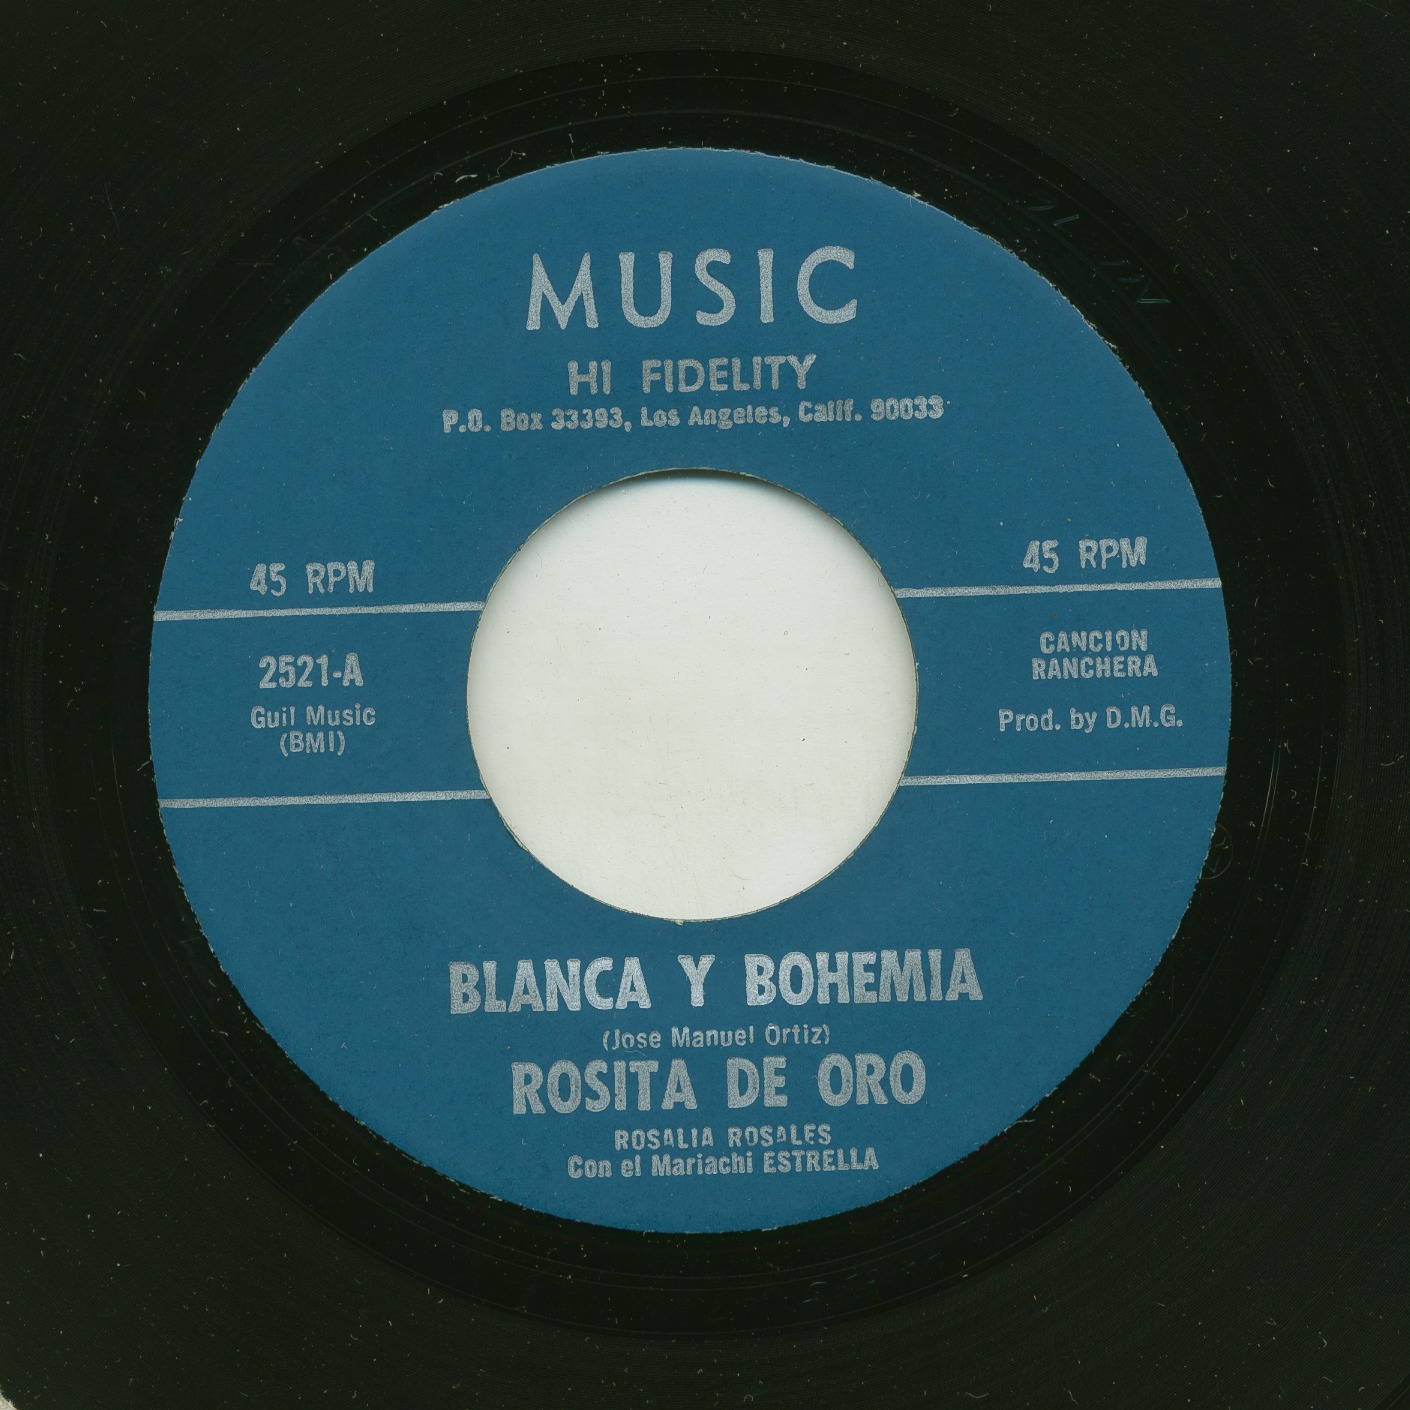 MUSIC
HI FIDELITY
P.O. Box 33393, Los Angeles, Calif. 90033
45 RPM
2521-A
Guil Music
(BMI)
45 RPM
CANCION
RANCHERA
Prod. by D.M.G.
BLANCA Y BOHEMIA
(Jose Manuel Ortiz)
ROSITA DE ORO
ROSALIA ROSALES
Con el Mariachi ESTRELLA